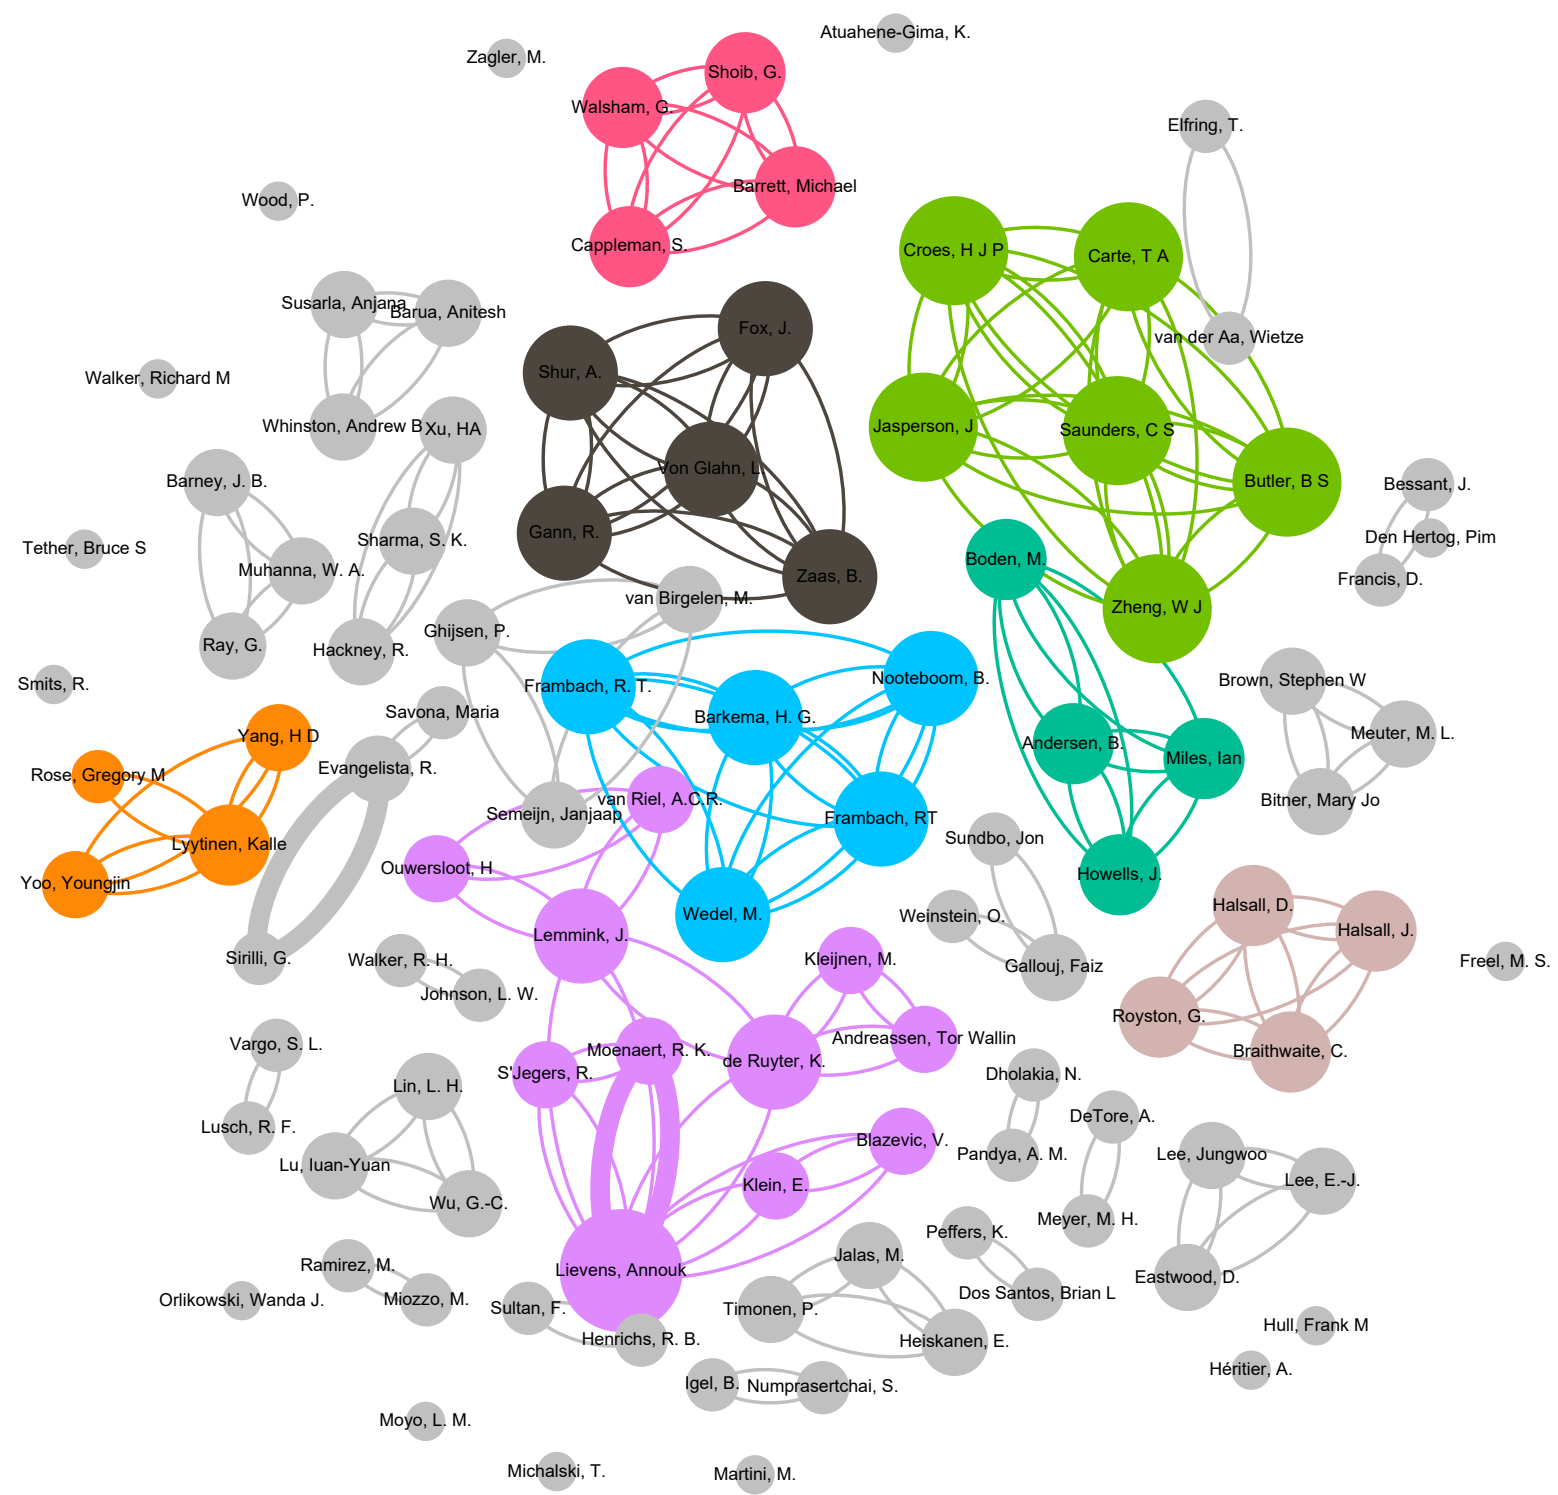 Atuahene-Gima, K.
Zagler, M.
Shoib, G.
Walsham, G.
Elfring, T.
Barrett, Michael
Wood, P.
Cappleman, S.
Croes, H J P
Carte, T A
Susarla, Anjana
Barua, Anitesh
Fox, J.
van der Aa, Wietze
Shur, A.
Walker, Richard M
Whinston, Andrew B
Xu, HA
Jasperson, J
Saunders, C S
Von Glahn, L.
Barney, J. B.
Butler, B S
Bessant, J.
Gann, R.
Sharma, S. K.
Den Hertog, Pim
Tether, Bruce S
Muhanna, W. A.
Boden, M.
Zaas, B.
Francis, D.
van Birgelen, M.
Zheng, W J
Ghijsen, P.
Ray, G.
Hackney, R.
Smits, R.
Frambach, R. T.
Nooteboom, B.
Brown, Stephen W
Savona, Maria
Barkema, H. G.
Yang, H D
Meuter, M. L.
Andersen, B.
Miles, Ian
Evangelista, R.
Rose, Gregory M
van Riel, A.C.R.
Bitner, Mary Jo
Semeijn, Janjaap
Frambach, RT
Sundbo, Jon
Lyytinen, Kalle
Ouwersloot, H
Howells, J.
Yoo, Youngjin
Halsall, D.
Wedel, M.
Weinstein, O.
Halsall, J.
Lemmink, J.
Sirilli, G.
Walker, R. H.
Kleijnen, M.
Gallouj, Faiz
Freel, M. S.
Johnson, L. W.
Royston, G.
Andreassen, Tor Wallin
Vargo, S. L.
Moenaert, R. K.
Braithwaite, C.
de Ruyter, K.
S'Jegers, R.
Dholakia, N.
Lin, L. H.
DeTore, A.
Lusch, R. F.
Blazevic, V.
Pandya, A. M.
Lee, Jungwoo
Lu, Iuan-Yuan
Lee, E.-J.
Klein, E.
Wu, G.-C.
Meyer, M. H.
Peffers, K.
Jalas, M.
Ramirez, M.
Lievens, Annouk
Eastwood, D.
Dos Santos, Brian L
Orlikowski, Wanda J.
Miozzo, M.
Sultan, F.
Timonen, P.
Hull, Frank M
Henrichs, R. B.
Heiskanen, E.
Héritier, A.
Igel, B.
Numprasertchai, S.
Moyo, L. M.
Michalski, T.
Martini, M.